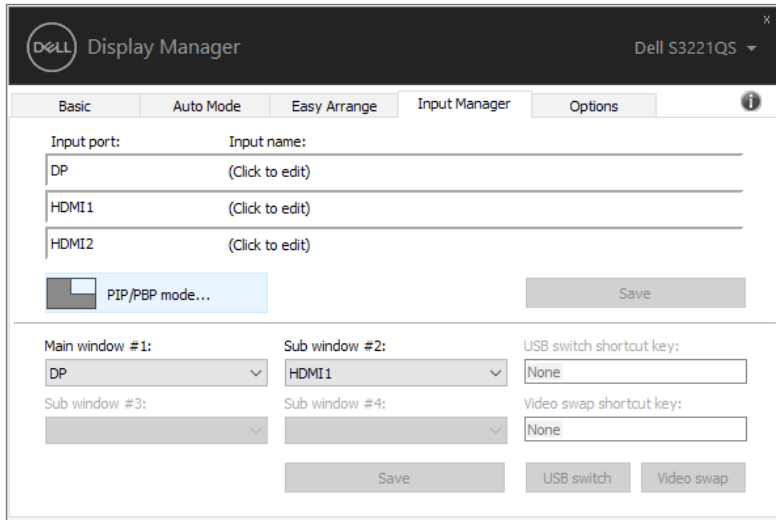 x
DELL Display Manager Dell S3221QS
Basic Auto Mode Easy Arrange Input Manager Options i
Input port: Input name:
DP (Click to edit)
HDMI1 (Click to edit)
HDMI2 (Click to edit)
PIP/PBP mode... Save
Main window #1: Sub window #2: USB switch shortcut key:
DP HDMI1 None
Sub window #3: Sub window #4: Video swap shortcut key:
None
Save USB switch Video swap